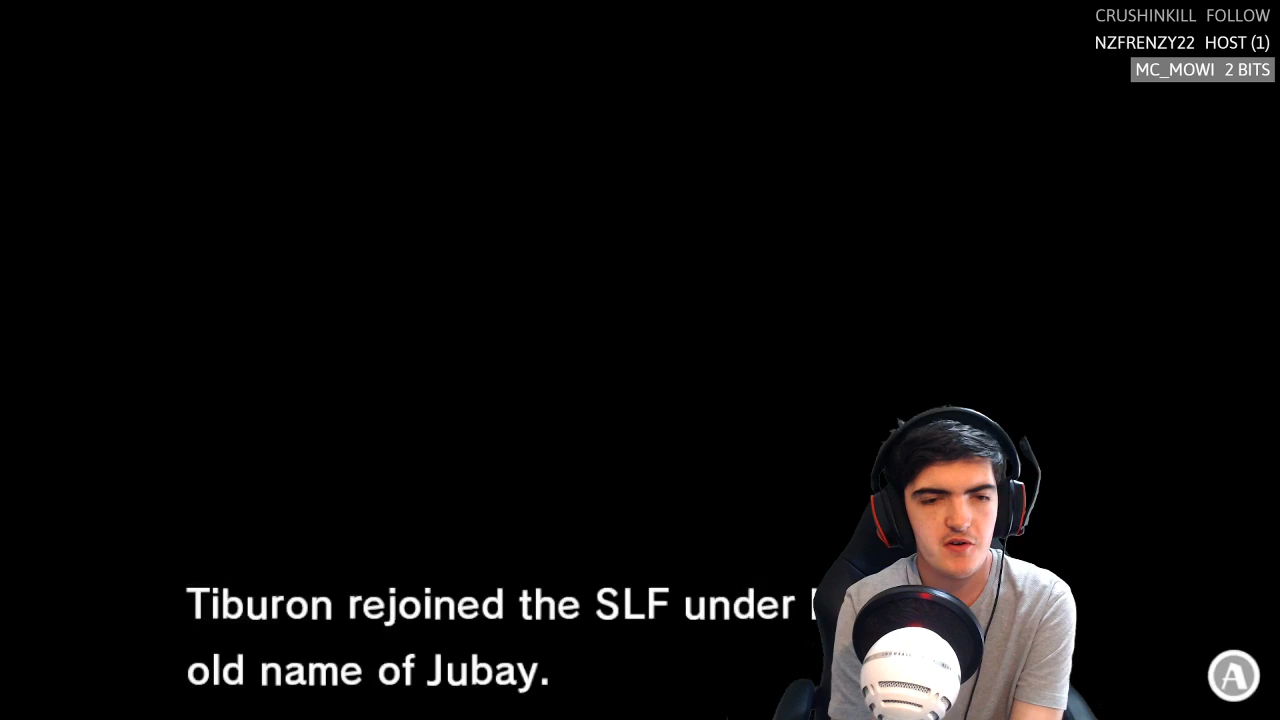 CRUSHINKILL FOLLOW
NZFRENZY22 HOST (1)
MC_MOWI 2 BITS
Tiburon rejoined the SLF under
old name of Jubay.
A